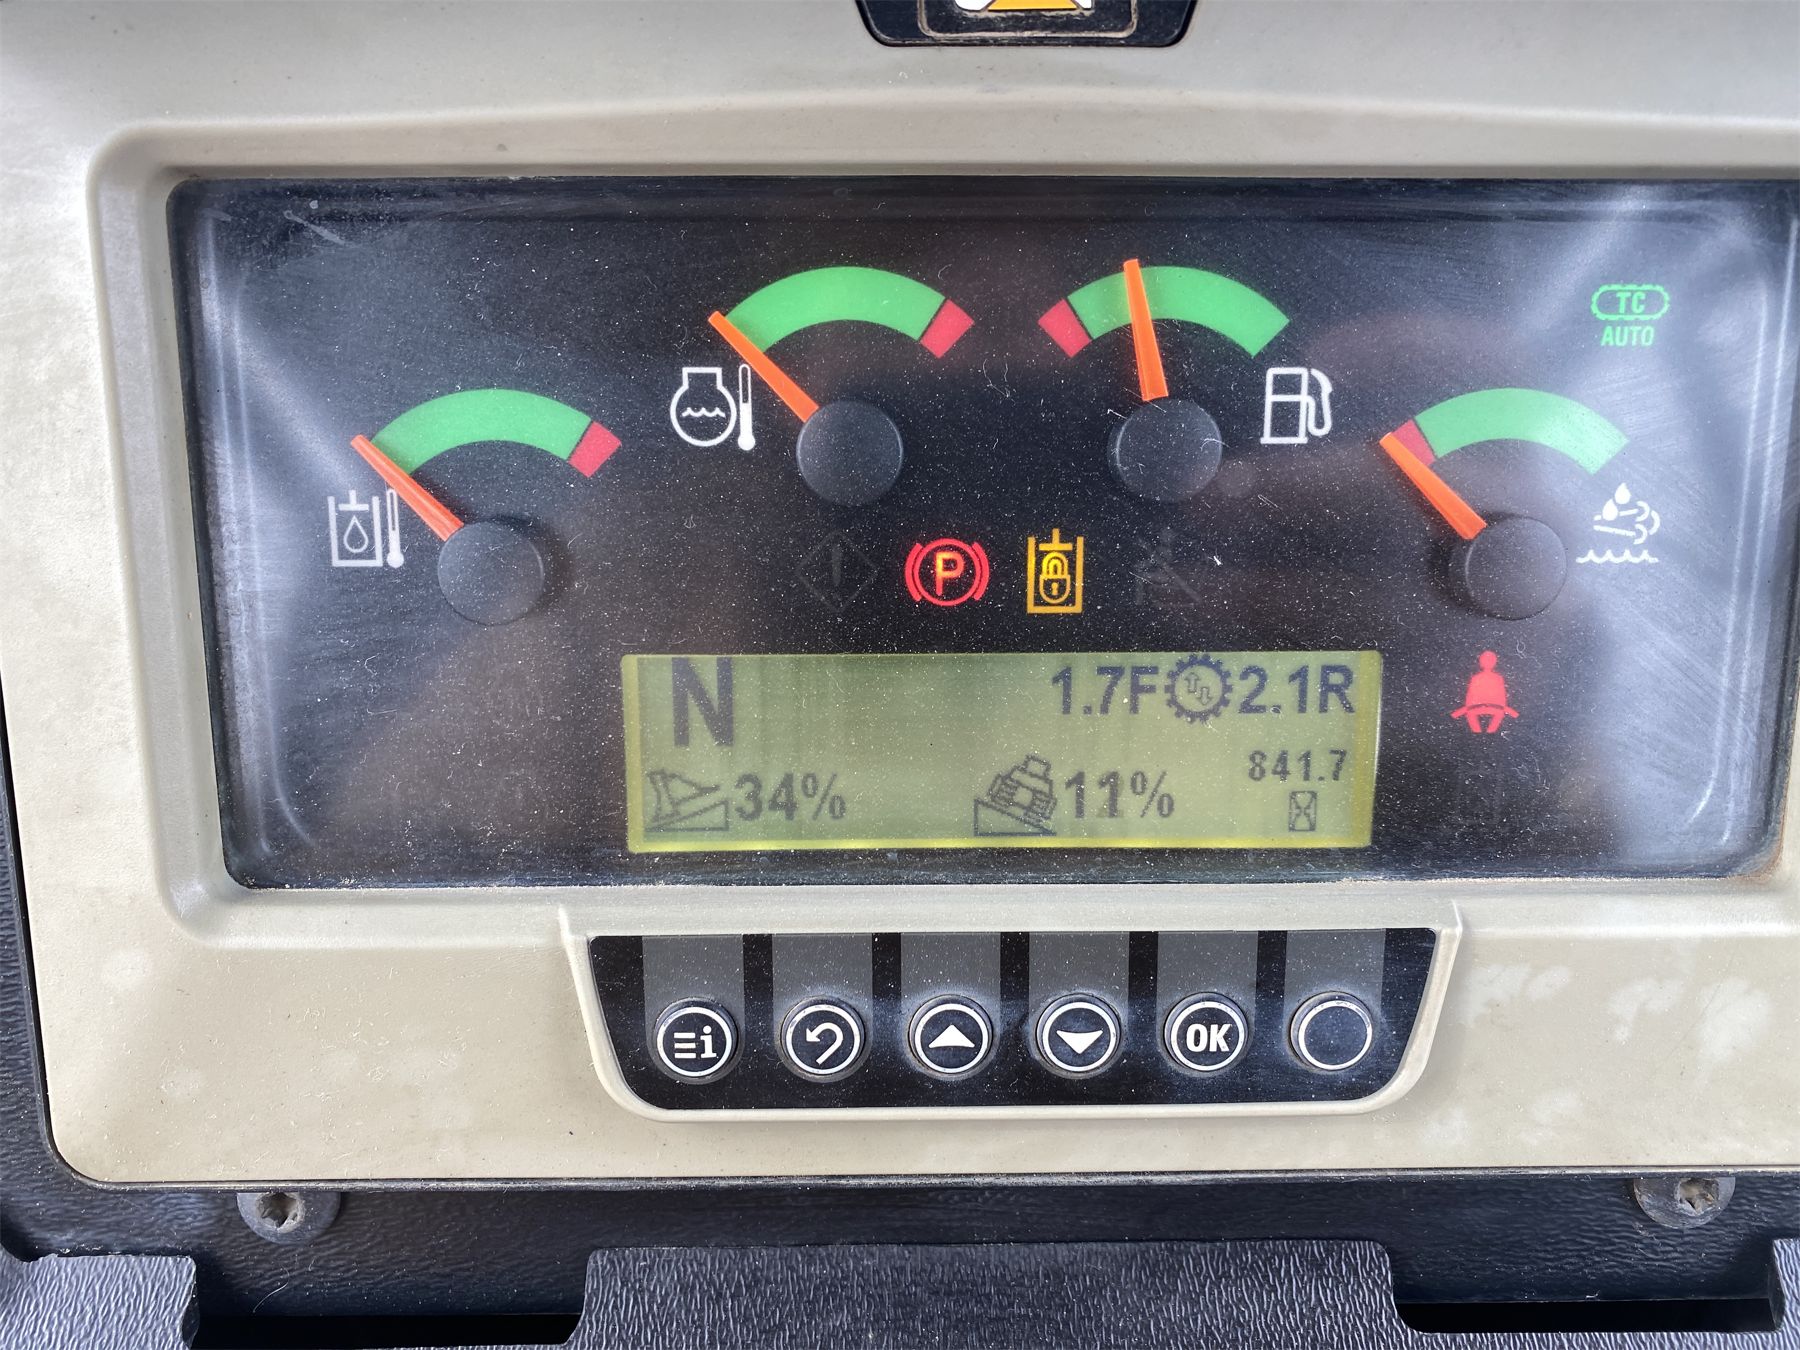 TC
AUTO
P
N 1.7F 2.1R
841.7
34% 11%
i OK